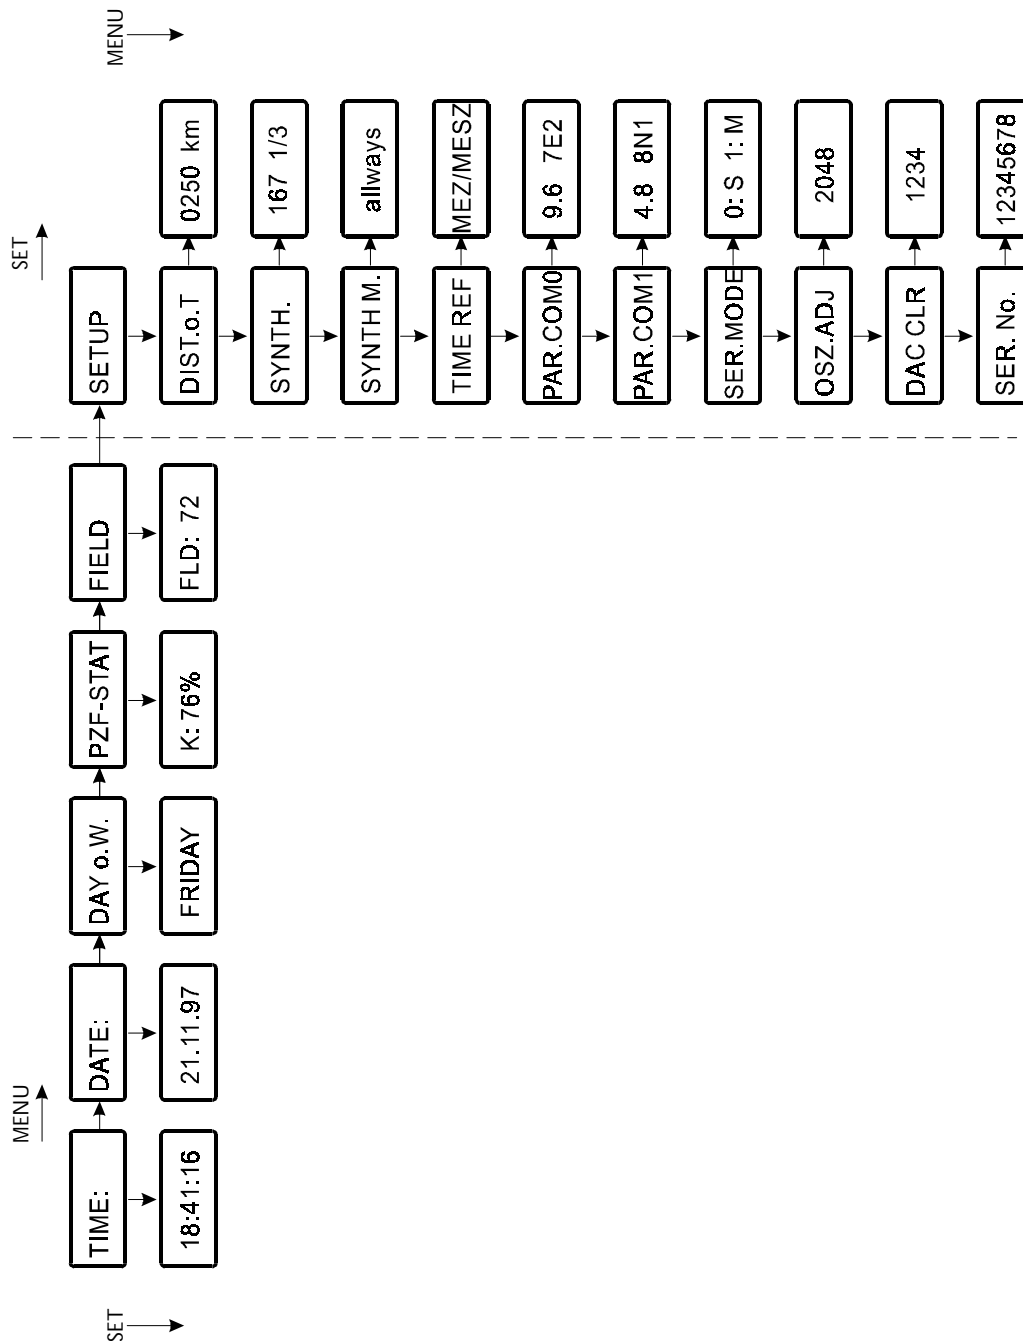 SET
MENU
TIME:
18:41:16
DATE:
21.11.97
DAY o.W.
FRIDAY
PZF-STAT
K: 76%
FIELD
FLD: 72
SET
MENU
SETUP
DIST.o.T
0250 km
SYNTH.
167 1/3
SYNTH M.
allways
TIME REF
MEZ/MESZ
PAR.COM0
9.6 7E2
PAR.COM1
4.8 8N1
SER.MODE
0: S 1: M
OSZ.ADJ
2048
DAC CLR
1234
SER. No.
12345678